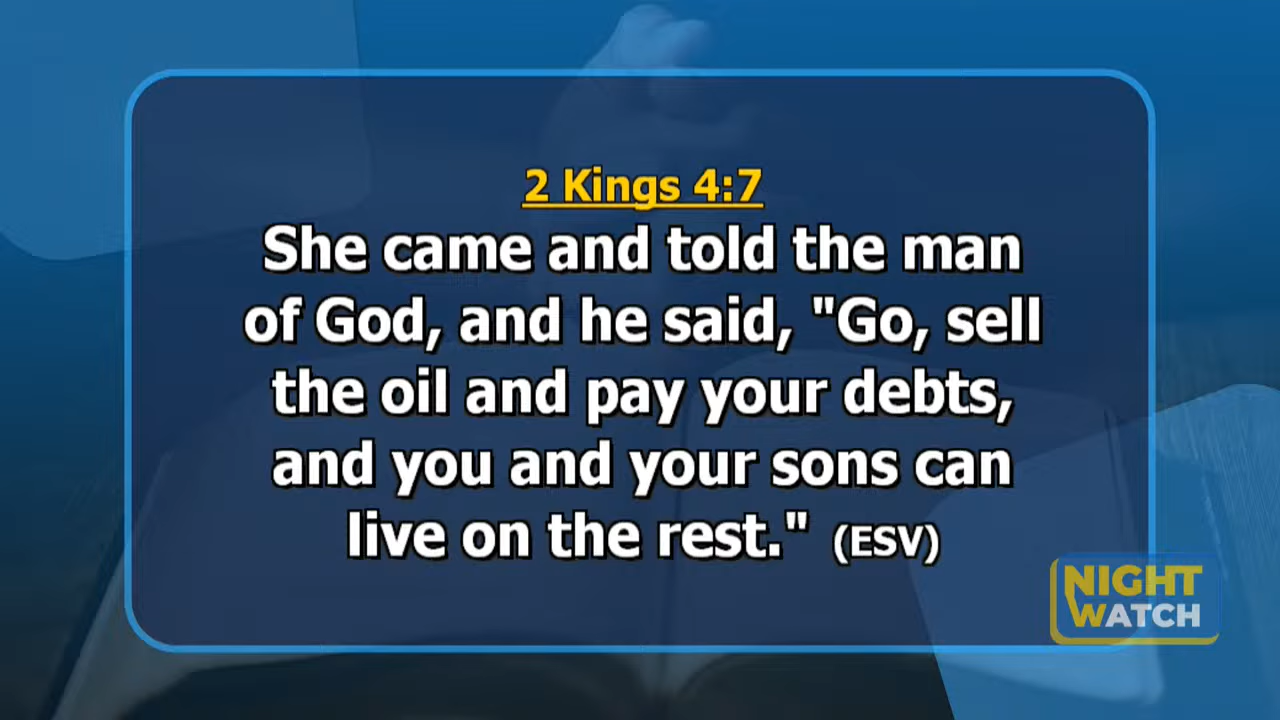 2 Kings 4:7
She came and told the man
of God, and he said, "Go, sell
the oil and pay your debts,
and you and your sons can
live on the rest." (ESV)
NIGHT
WATCH